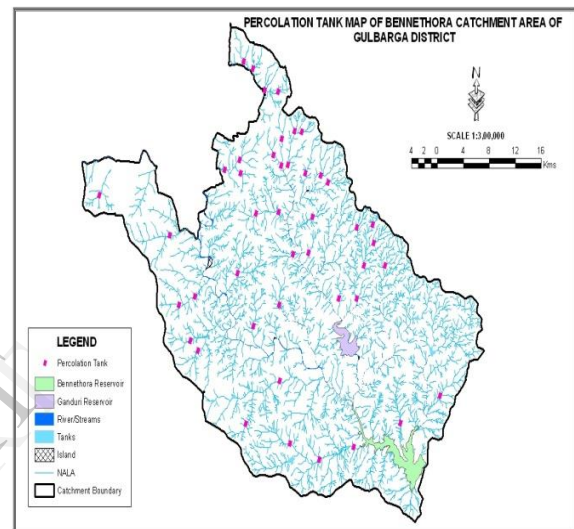 PERCOLATION TANK MAP OF BENNETHORA CATCHMENT AREA OF
GULBARGA DISTRICT
N
SCALE 1:3,00,000
4 2 0 4 8 12 16
Kms
LEGEND
Percolation Tank
Bennethora Reservoir
Ganduri Reservoir
River/Streams
Tanks
Island
NALA
Catchment Boundary